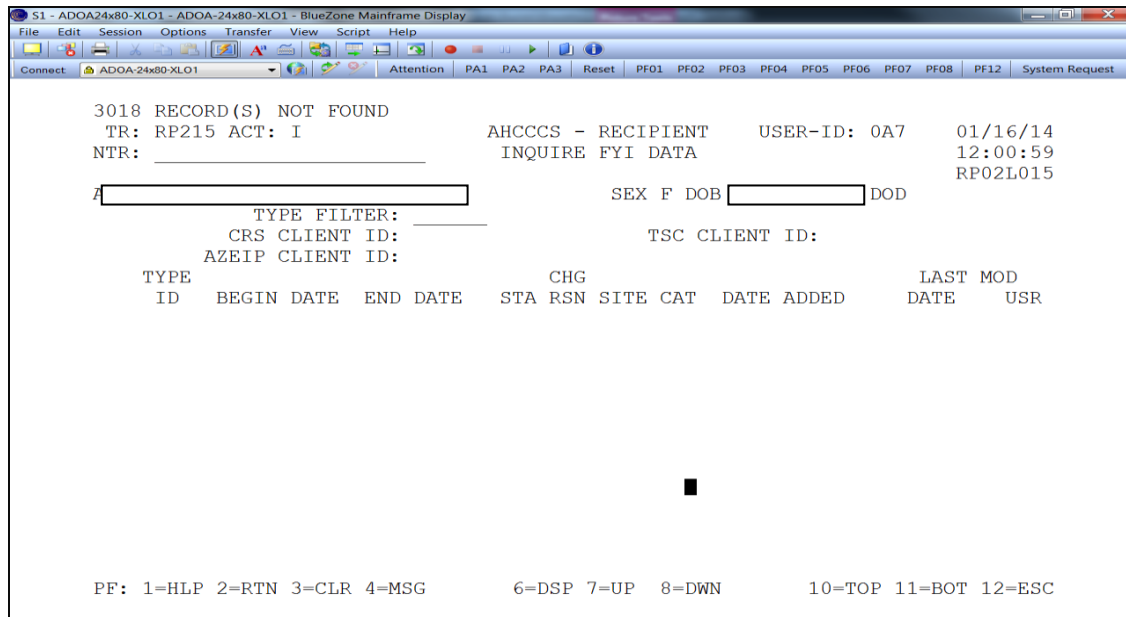 S1 - ADOA24x80-XLO1 - ADOA-24x80-XLO1 - BlueZone Mainframe Display
File Edit Session Options Transfer View Script Help
Connect ADOA-24x80-XLO1 Attention PA1 PA2 PA3 Reset PF01 PF02 PF03 PF04 PF05 PF06 PF07 PF08 PF12 System Request
3018 RECORD(S) NOT FOUND
TR: RP215 ACT: I AHCCCS - RECIPIENT USER-ID: 0A7 01/16/14
NTR: INQUIRE FYI DATA 12:00:59
RP02L015
SEX F DOB DOD
TYPE FILTER:
CRS CLIENT ID: TSC CLIENT ID:
AZEIP CLIENT ID:
TYPE CHG LAST MOD
ID BEGIN DATE END DATE STA RSN SITE CAT DATE ADDED DATE USR
PF: 1=HLP 2=RTN 3=CLR 4=MSG 6=DSP 7=UP 8=DWN 10=TOP 11=BOT 12=ESC